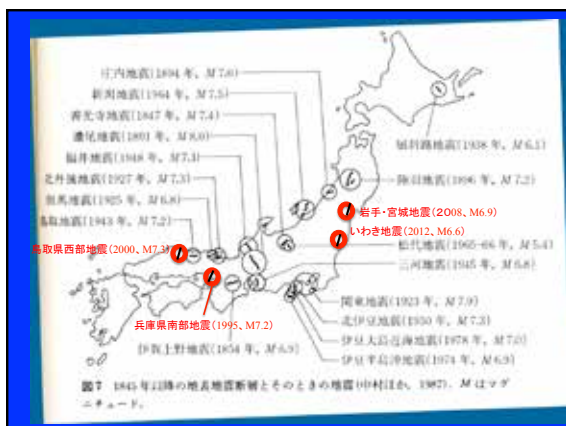 庄内地震(1894年, M7.0)
新潟地震(1964年, M7.5)
善光寺地震(1847年, M7.4)
濃尾地震(1891年, M8.0)
福井地震(1948年, M7.1)
北丹後地震(1927年, M7.3)
但馬地震(1925年, M6.8)
鳥取地震(1943年, M7.2)
鳥取県西部地震(2000、M7.3)
兵庫県南部地震(1995、M7.2)
伊賀上野地震(1854年, M6.9)
屈斜路地震(1938年, M6.1)
陸羽地震(1896年, M7.2)
岩手・宮城地震(2008、M6.9)
いわき地震(2012、M6.6)
松代地震(1965-66年, M5.4)
三河地震(1945年, M6.8)
関東地震(1923年, M7.9)
北伊豆地震(1930年, M7.3)
伊豆大島近海地震(1978年, M7.0)
伊豆半島沖地震(1974年, M6.9)
図7 1845年以降の地表地震断層とそのときの地震(中村ほか, 1987). Mはマグ
ニチュード.